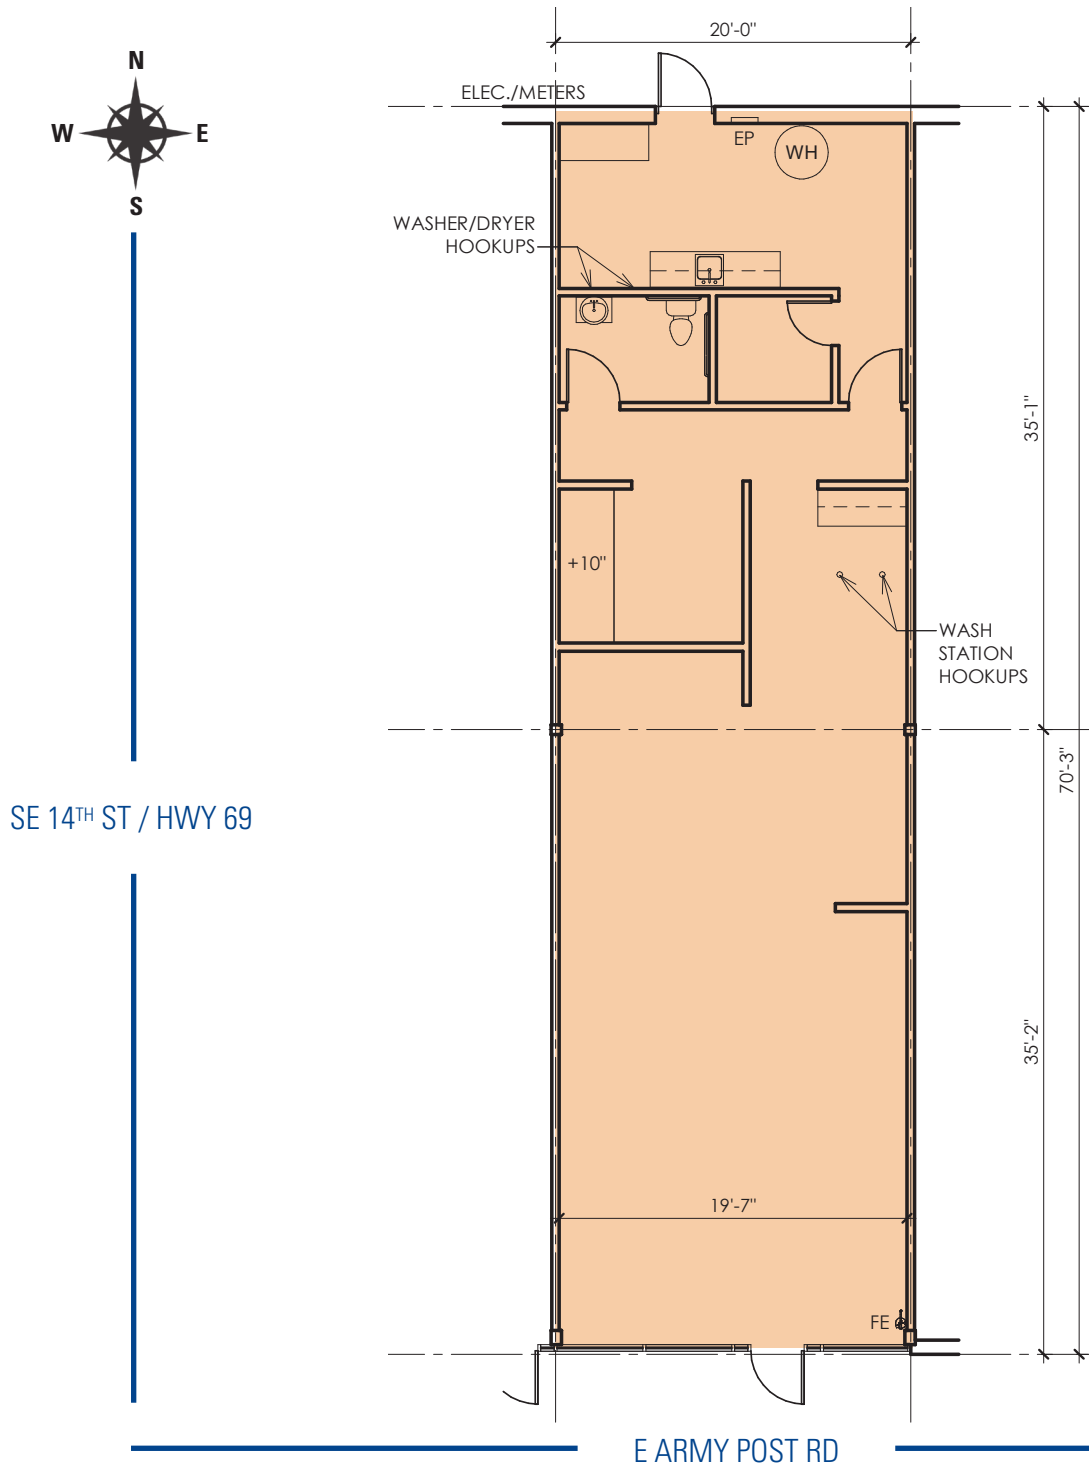 20'-0"
N
ELEC./METERS
W
E
EP
WH
S
WASHER/DRYER
HOOKUPS
35'-1"
+10"
WASH
STATION
HOOKUPS
70'-3"
SE 14TH ST / HWY 69
35'-2"
19'-7"
FE
E ARMY POST RD